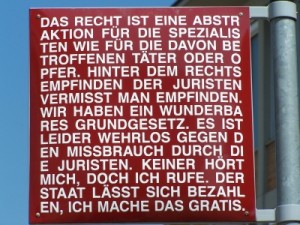 DAS RECHT IST EINE ABSTR
AKTION FÜR DIE SPEZIALIS
TEN WIE FÜR DIE DAVON BE
TROFFENEN TÄTER ODER O
PFER. HINTER DEM RECHTS
EMPFINDEN DER JURISTEN
VERMISST MAN EMPFINDEN.
WIR HABEN EIN WUNDERBA
RES GRUNDGESETZ. ES IST
LEIDER WEHRLOS GEGEN D
EN MISSBRAUCH DURCH DI
E JURISTEN. KEINER HÖRT
MICH, DOCH ICH RUFE. DER
STAAT LÄSST SICH BEZAHL
EN, ICH MACHE DAS GRATIS.